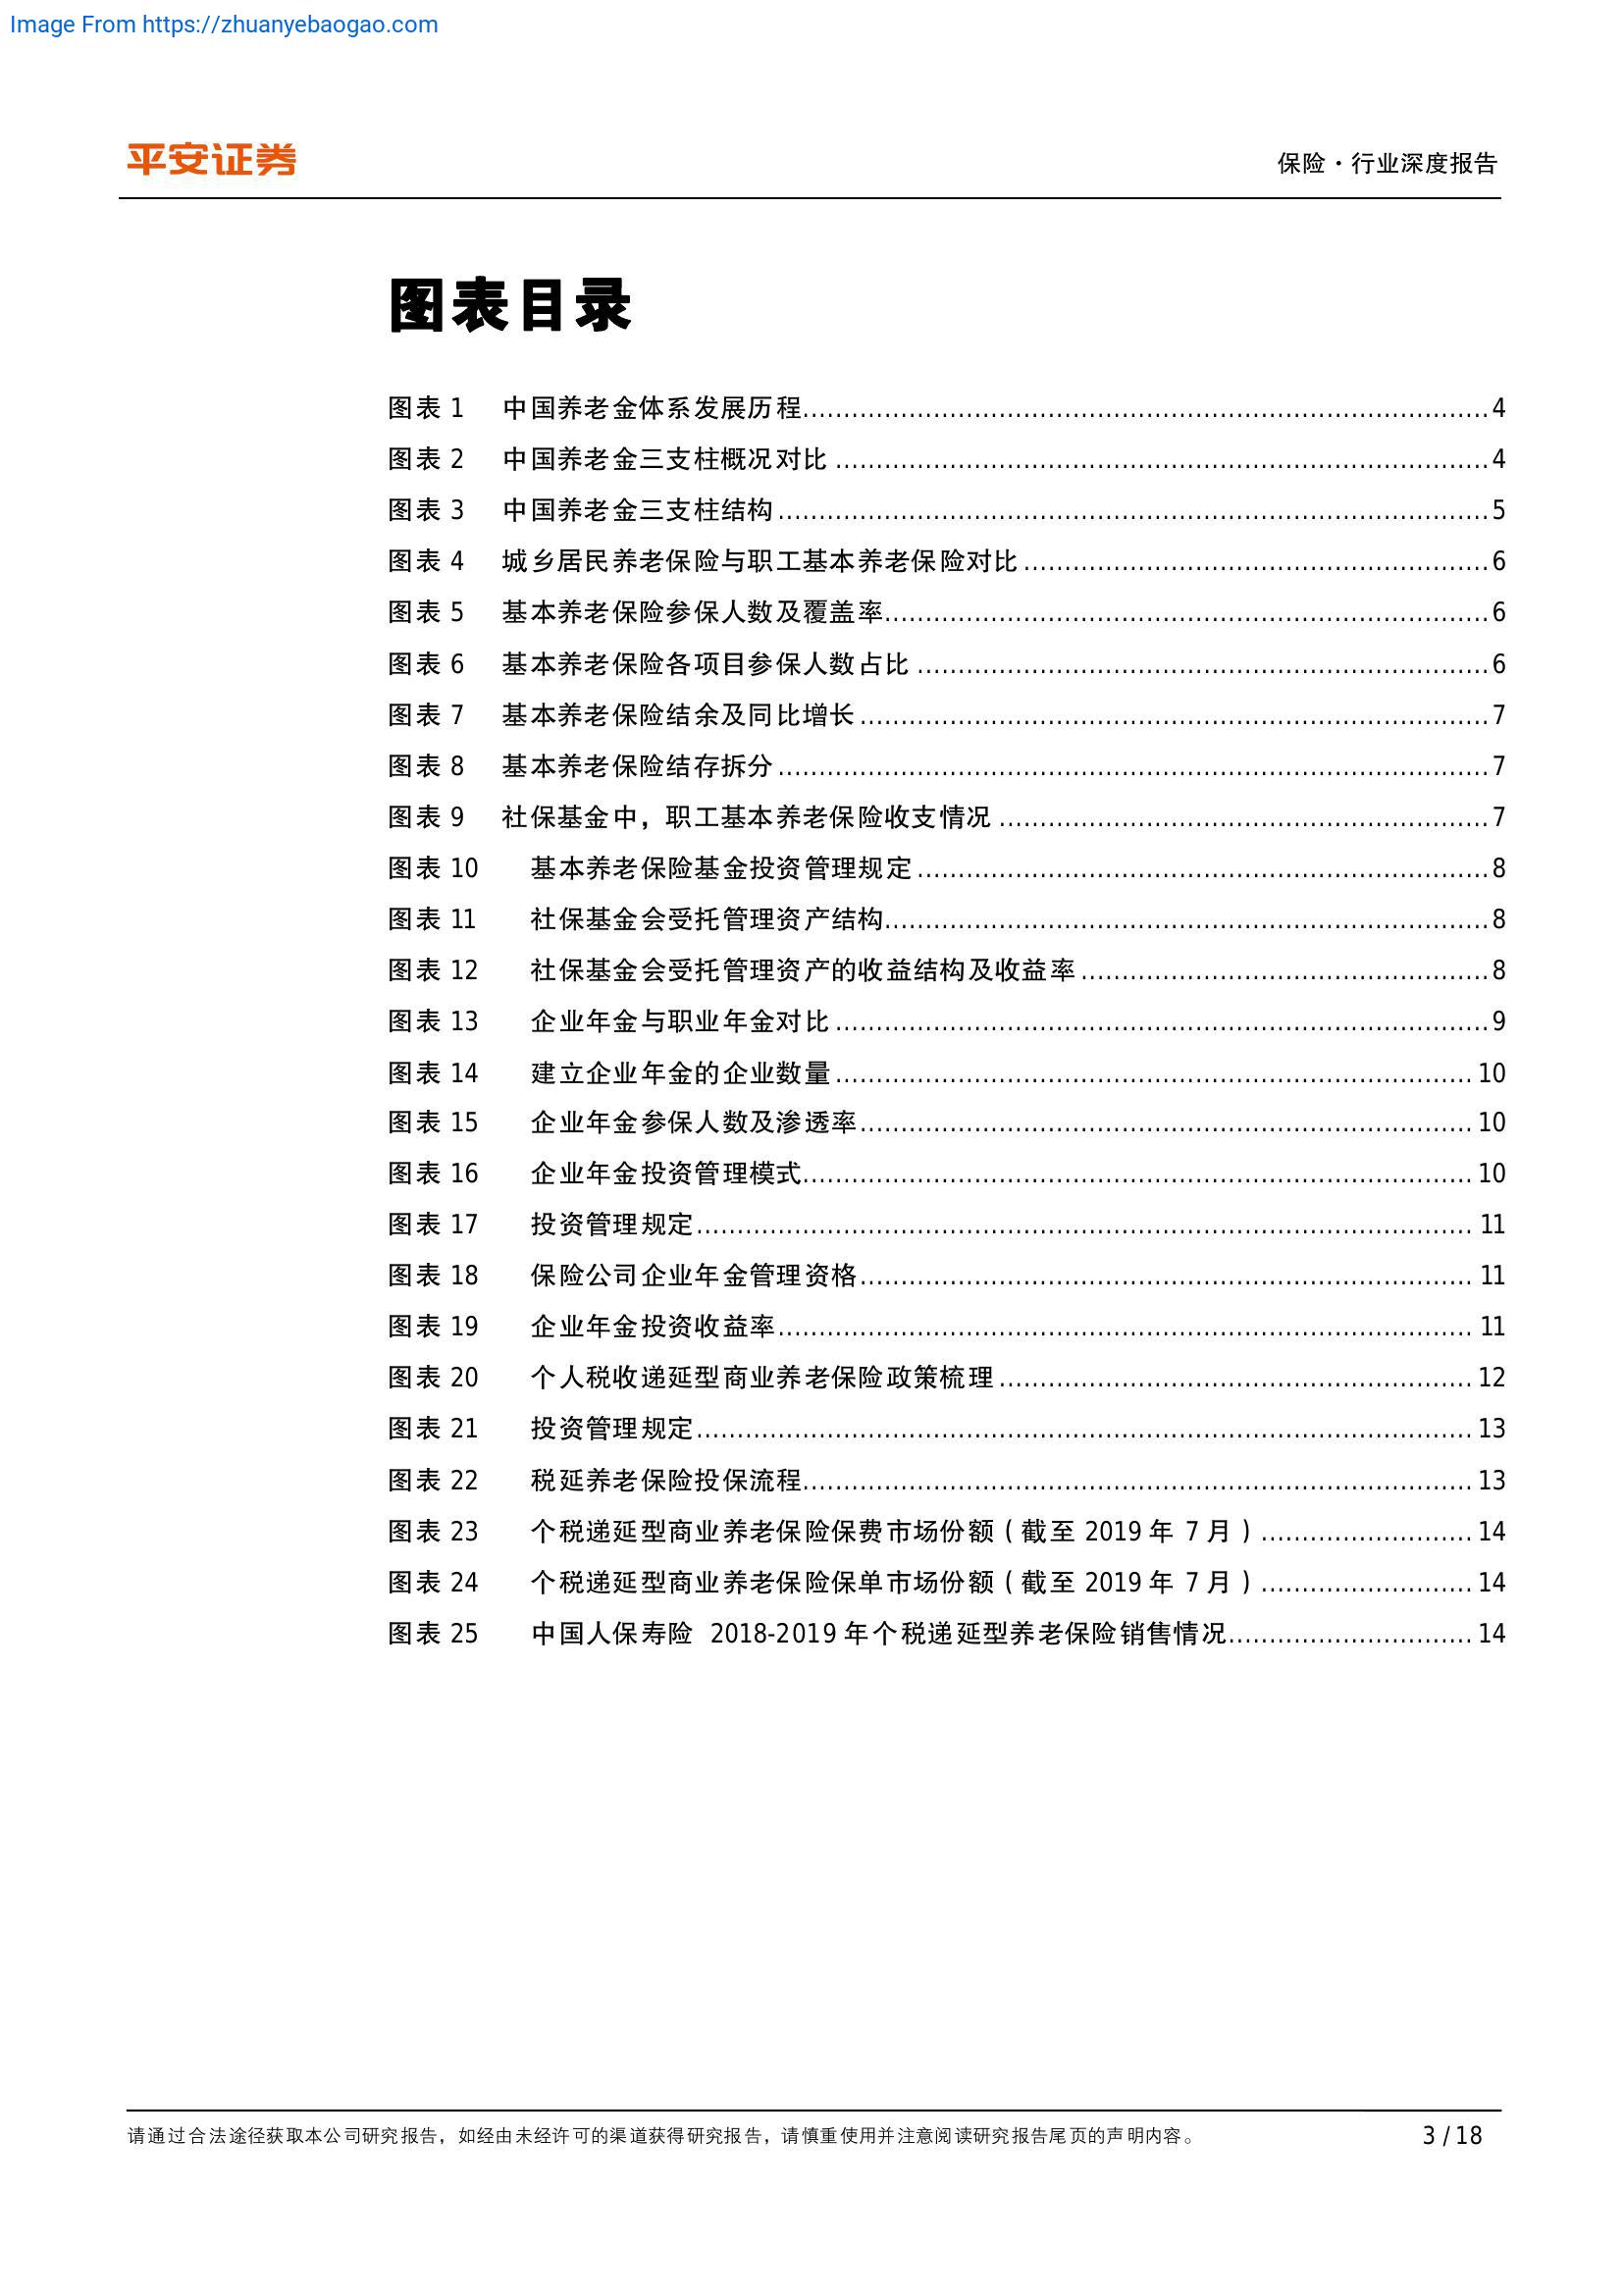 Image From https://zhuanyebaogao.com
平安证券
保险·行业深度报告
图表目录
图表 1 中国养老金体系发展历程....................4
图表 2 中国养老金三支柱概况对比....................4
图表 3 中国养老金三支柱结构....................5
图表 4 城乡居民养老保险与职工基本养老保险对比....................6
图表 5 基本养老保险参保人数及覆盖率....................6
图表 6 基本养老保险各项目参保人数占比....................6
图表 7 基本养老保险结余及同比增长....................7
图表 8 基本养老保险结存拆分....................7
图表 9 社保基金中，职工基本养老保险收支情况....................7
图表 10 基本养老保险基金投资管理规定....................8
图表 11 社保基金会受托管理资产结构....................8
图表 12 社保基金会受托管理资产的收益结构及收益率....................8
图表 13 企业年金与职业年金对比....................9
图表 14 建立企业年金的企业数量....................10
图表 15 企业年金参保人数及渗透率....................10
图表 16 企业年金投资管理模式....................10
图表 17 投资管理规定....................11
图表 18 保险公司企业年金管理资格....................11
图表 19 企业年金投资收益率....................11
图表 20 个人税收递延型商业养老保险政策梳理....................12
图表 21 投资管理规定....................13
图表 22 税延养老保险投保流程....................13
图表 23 个税递延型商业养老保险保费市场份额（截至 2019 年 7 月）....................14
图表 24 个税递延型商业养老保险保单市场份额（截至 2019 年 7 月）....................14
图表 25 中国人保寿险 2018-2019 年个税递延型养老保险销售情况....................14
请通过合法途径获取本公司研究报告，如经由未经许可的渠道获得研究报告，请慎重使用并注意阅读研究报告尾页的声明内容。
3 / 18